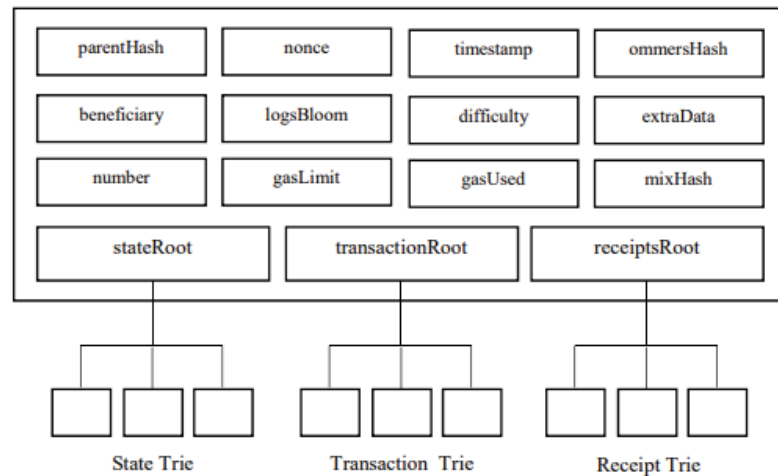 parentHash nonce timestamp ommersHash
beneficiary logsBloom difficulty extraData
number gasLimit gasUsed mixHash
stateRoot transactionRoot receiptsRoot
State Trie Transaction Trie Receipt Trie